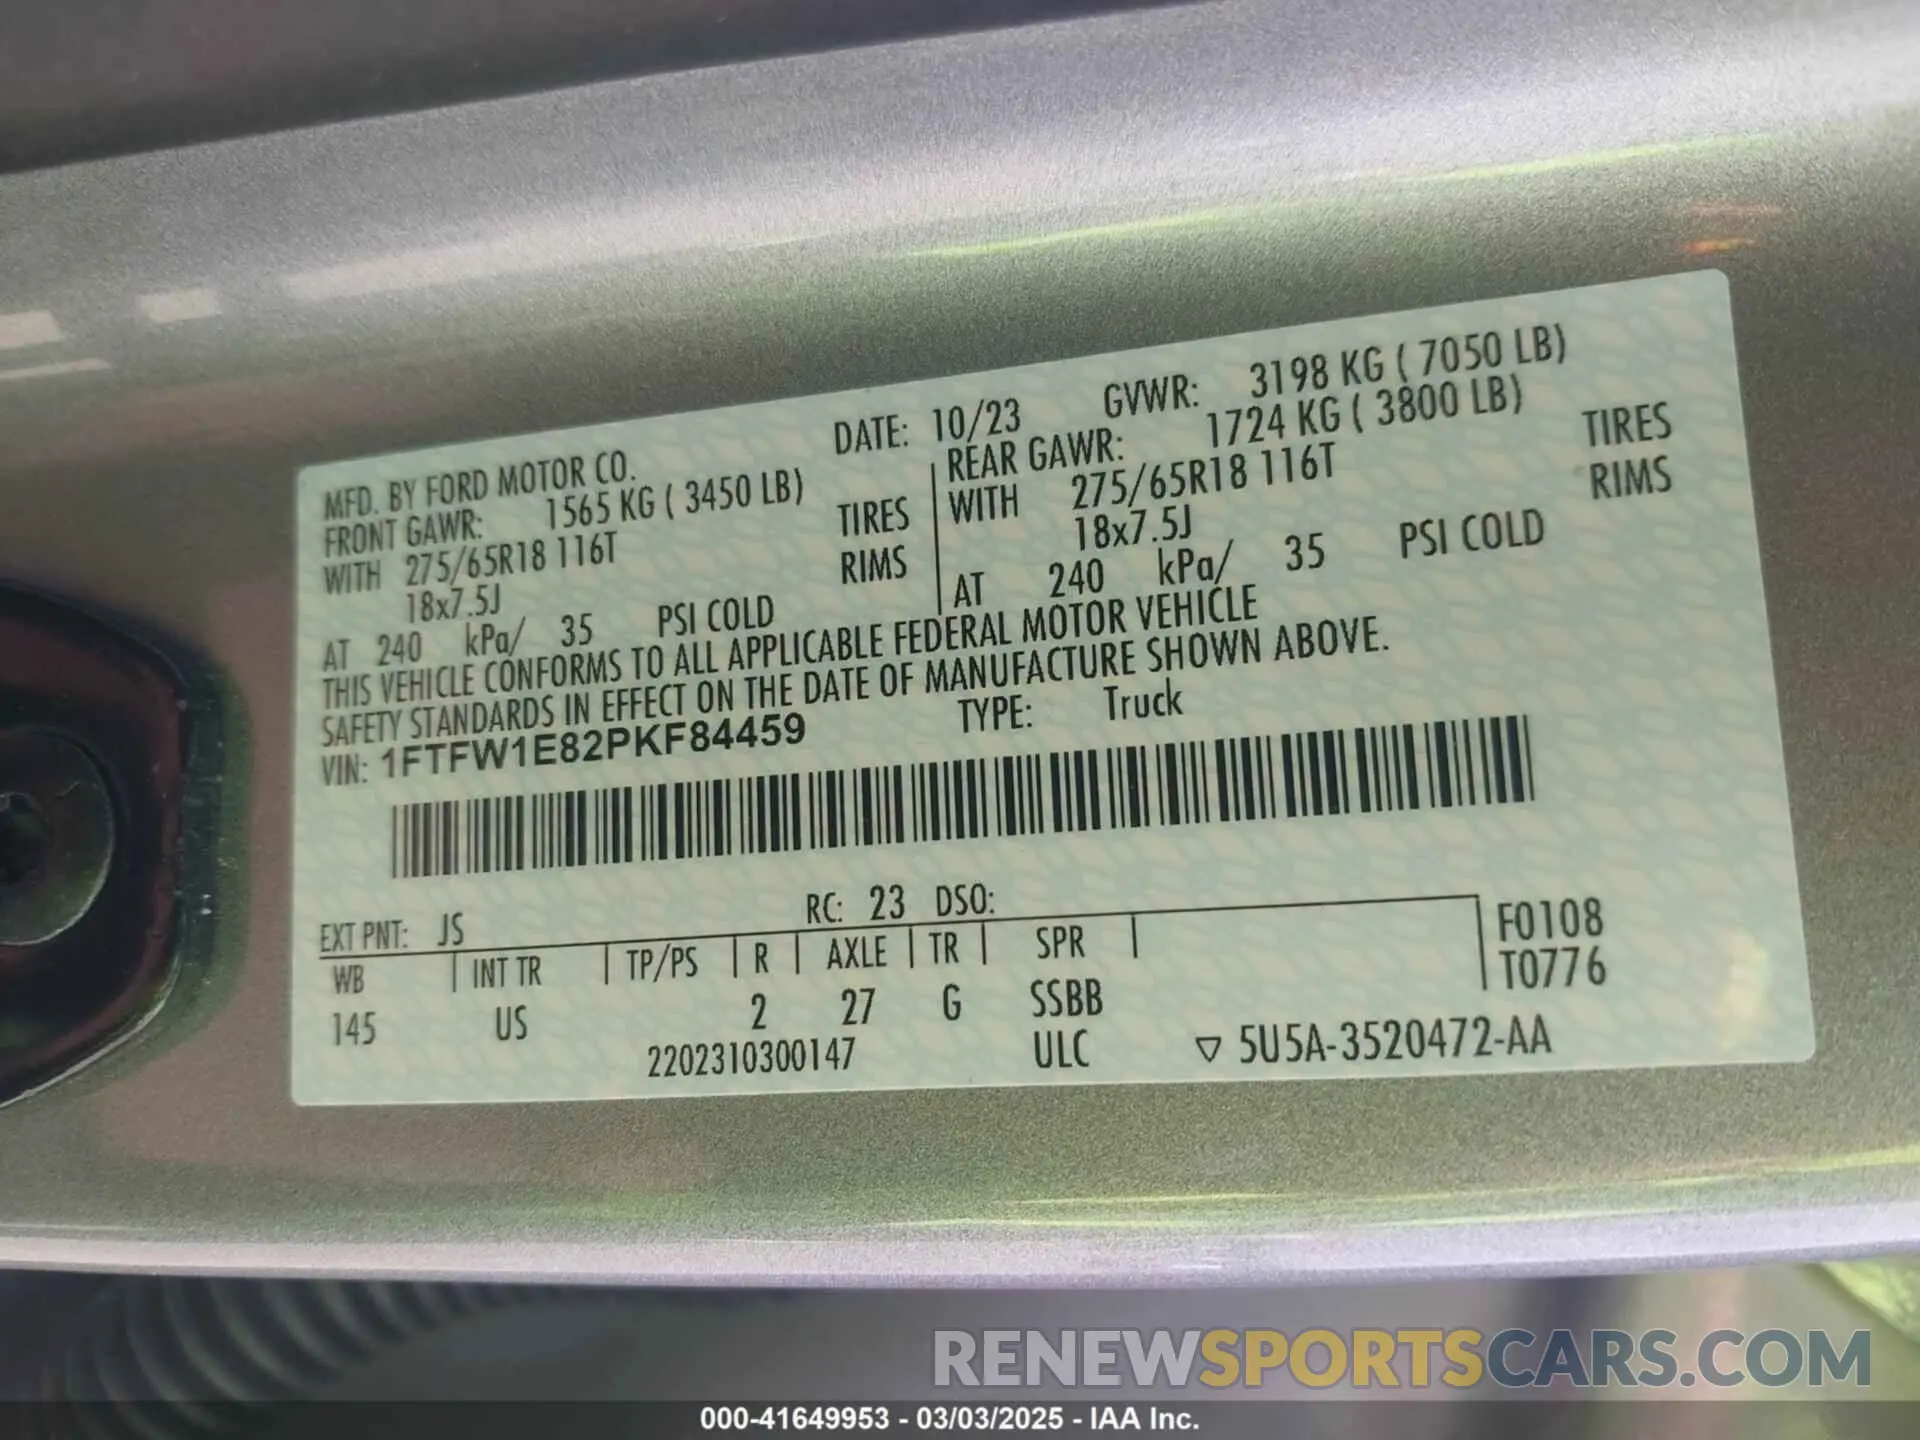 MFD. BY FORD MOTOR CO. DATE: 10/23 GVWR: 3198 KG ( 7050 LB)
FRONT GAWR: 1565 KG ( 3450 LB) REAR GAWR: 1724 KG ( 3800 LB)
WITH 275/65R18 116T TIRES WITH 275/65R18 116T TIRES
18x7.5J RIMS 18x7.5J RIMS
AT 240 kPa/ 35 PSI COLD AT 240 kPa/ 35 PSI COLD
THIS VEHICLE CONFORMS TO ALL APPLICABLE FEDERAL MOTOR VEHICLE
SAFETY STANDARDS IN EFFECT ON THE DATE OF MANUFACTURE SHOWN ABOVE.
VIN: 1FTFW1E82PKF84459 TYPE: Truck
EXT PNT: JS RC: 23 DSO:
WB INT TR TP/PS R AXLE TR SPR F0108
T0776
145 US 2 27 G SSBB
2202310300147 ULC ▽ 5U5A-3520472-AA
RENEWSPORTSCARS.COM
000-41649953 - 03/03/2025 - IAA Inc.